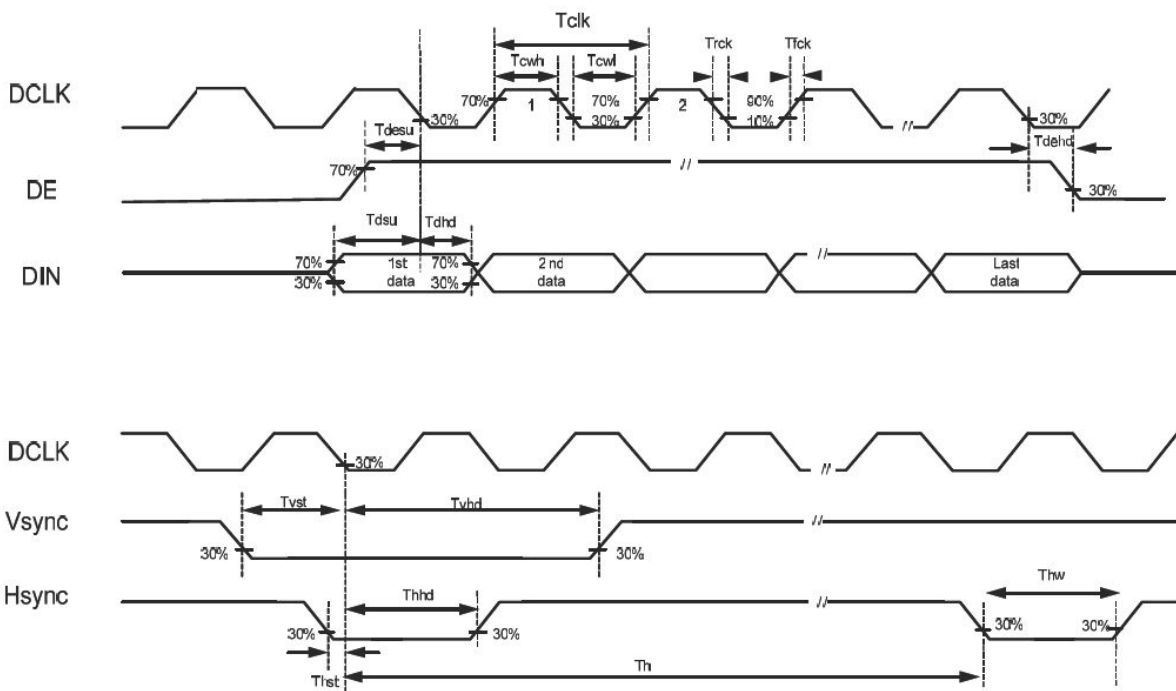 Tclk
Tcwh Tcwl Trck Tfck
DCLK 70% 1 70% 2 90%
30% 30% 10% 30%
Tdesu Tdehd
70%
DE 30%
Tdsu Tdhd
70% 1st 70% 2 nd Last
DIN
30% data 30% data data
DCLK
30%
Tvst Tvhd
Vsync
30% 30%
Hsync Thhd Thw
30% 30% 30% 30%
Thst Th